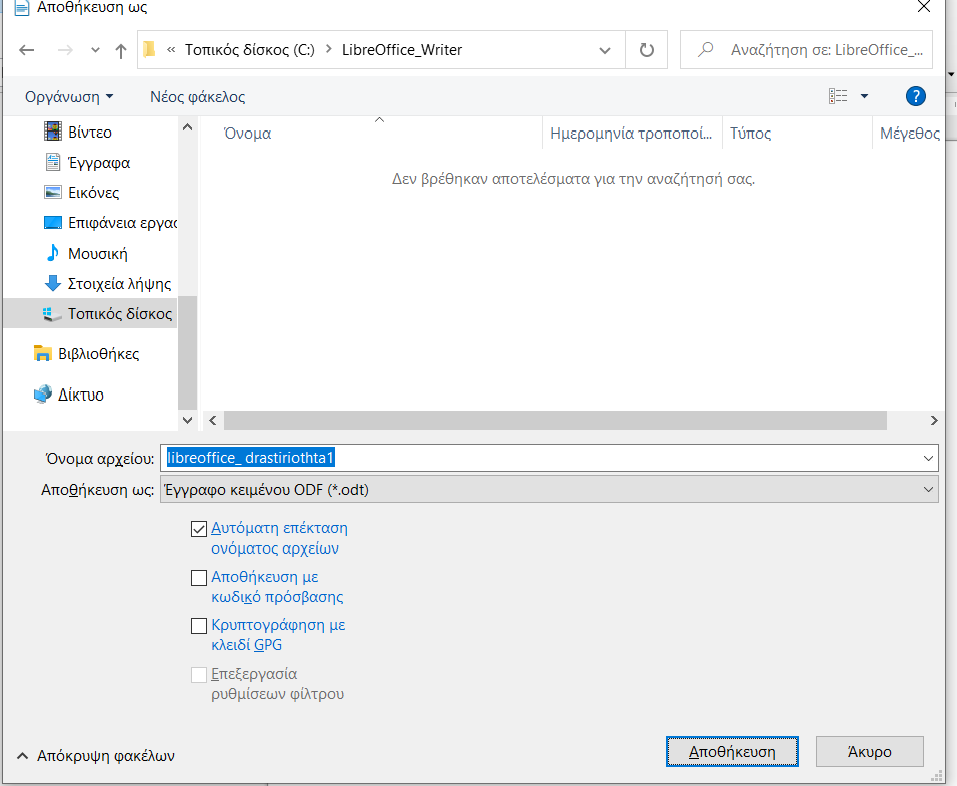 Αποθήκευση ως
« Τοπικός δίσκος (C:) > LibreOffice_Writer
Αναζήτηση σε: LibreOffice_...
Οργάνωση
Νέος φάκελος
?
Βίντεο
Έγγραφα
Εικόνες
Επιφάνεια εργασ
Μουσική
Στοιχεία λήψης
Τοπικός δίσκος
Βιβλιοθήκες
Δίκτυο
Όνομα
Ημερομηνία τροποποί...
Τύπος
Μέγεθος
Δεν βρέθηκαν αποτελέσματα για την αναζήτησή σας.
Όνομα αρχείου: libreoffice_ drastiriothta1
Αποθήκευση ως: Έγγραφο κειμένου ODF (*.odt)
Αυτόματη επέκταση
ονόματος αρχείων
Αποθήκευση με
κωδικό πρόσβασης
Κρυπτογράφηση με
κλειδί GPG
Επεξεργασία
ρυθμίσεων φίλτρου
Απόκρυψη φακέλων
Αποθήκευση
Άκυρο